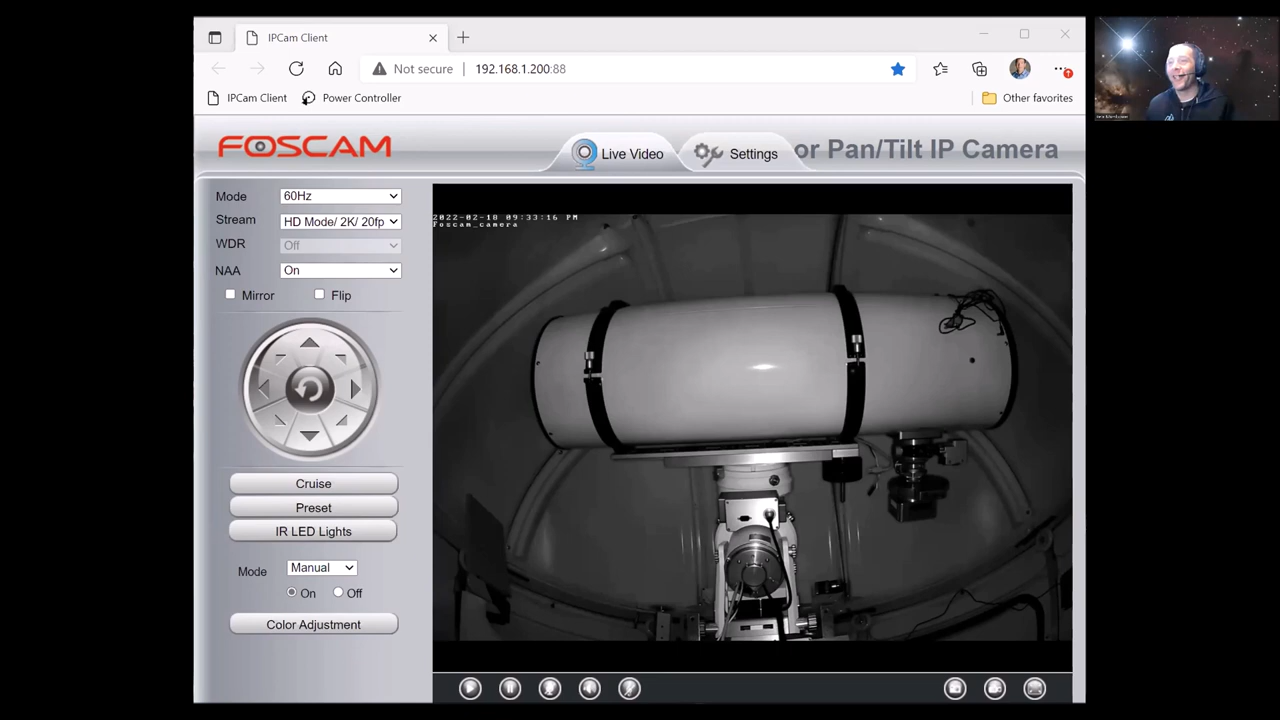 IPCam Client
Not secure
192.168.1.200:88
IPCam Client
Power Controller
Other favorites
FOSCAM
Live Video
Settings
or Pan/Tilt IP Camera
Mode
60Hz
Stream
HD Mode/ 2K/ 20fp
WDR
Off
NAA
On
Mirror
Flip
2022-02-18 09:33:16 PM
Foscam_camera
Cruise
Preset
IR LED Lights
Mode
Manual
On
Off
Color Adjustment